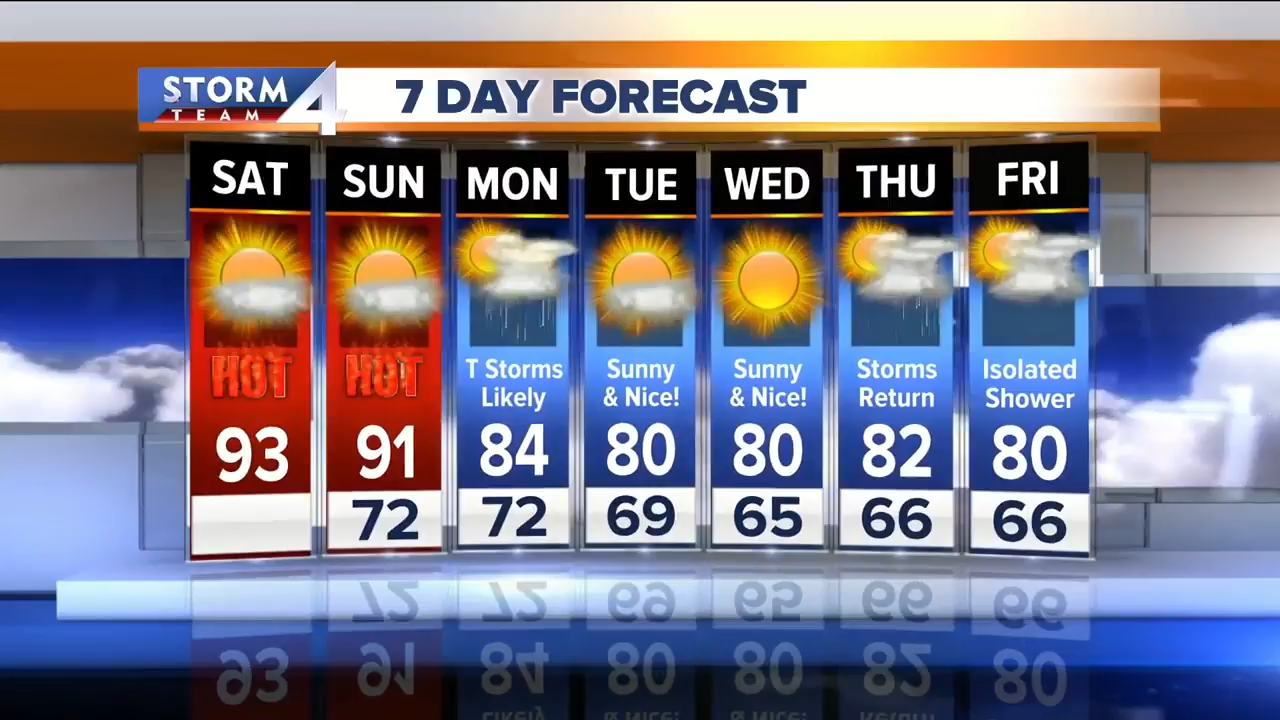 STORM
TEAM 4
7 DAY FORECAST
SAT SUN MON TUE WED THU FRI
HOT HOT T Storms Sunny Sunny Storms Isolated
Likely & Nice! & Nice! Return Shower
93 91 84 80 80 82 80
72 72 69 65 66 66